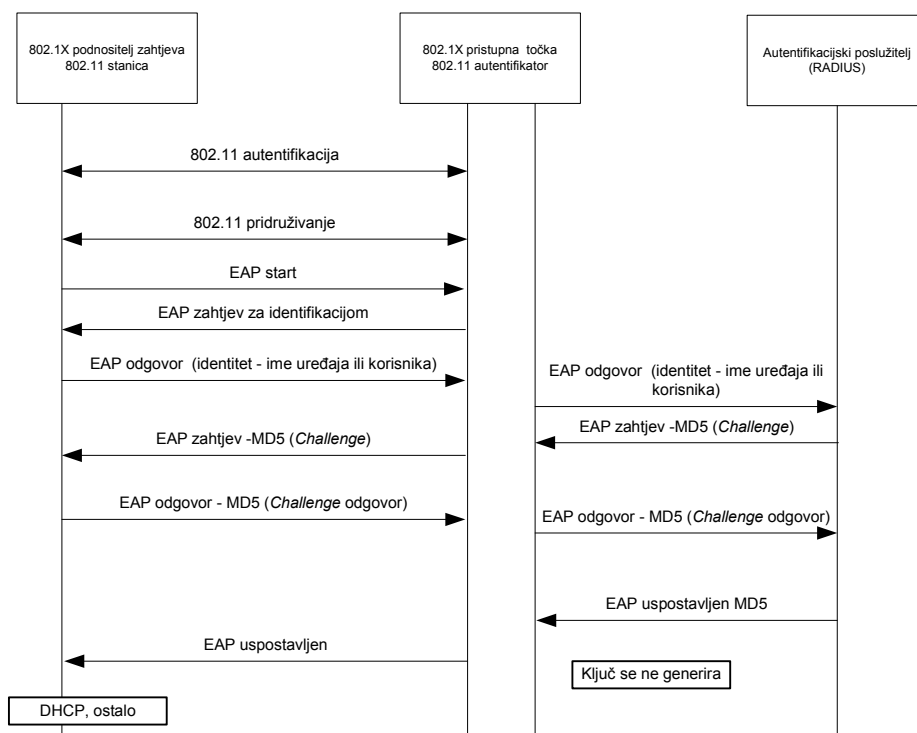 802.1X podnositelj zahtjeva
802.11 stanica
802.1X pristupna točka
802.11 autentifikator
Autentifikacijski poslužitelj
(RADIUS)
802.11 autentifikacija
802.11 pridruživanje
EAP start
EAP zahtjev za identifikacijom
EAP odgovor (identitet - ime uređaja ili korisnika)
EAP odgovor (identitet - ime uređaja ili
korisnika)
EAP zahtjev -MD5 (Challenge)
EAP zahtjev -MD5 (Challenge)
EAP odgovor - MD5 (Challenge odgovor)
EAP odgovor - MD5 (Challenge odgovor)
EAP uspostavljen MD5
EAP uspostavljen
Ključ se ne generira
DHCP, ostalo